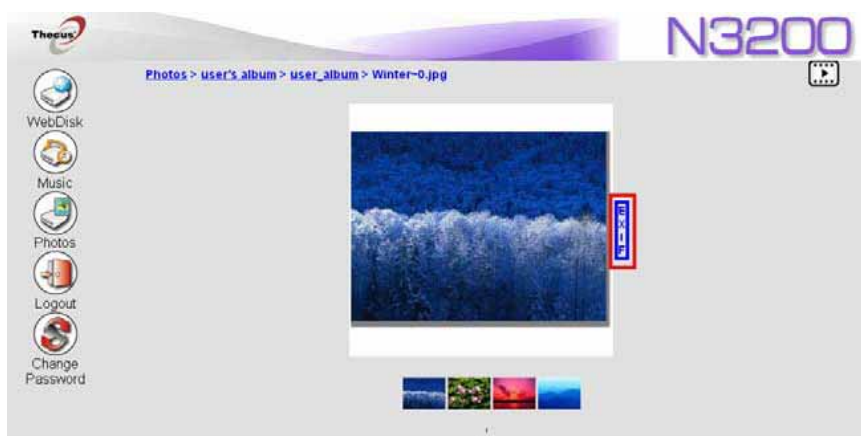 Thecus
N3200
Photos > user's album > user_album > Winter~0.jpg
WebDisk
Music
Photos
Logout
Change
Password
EXIF